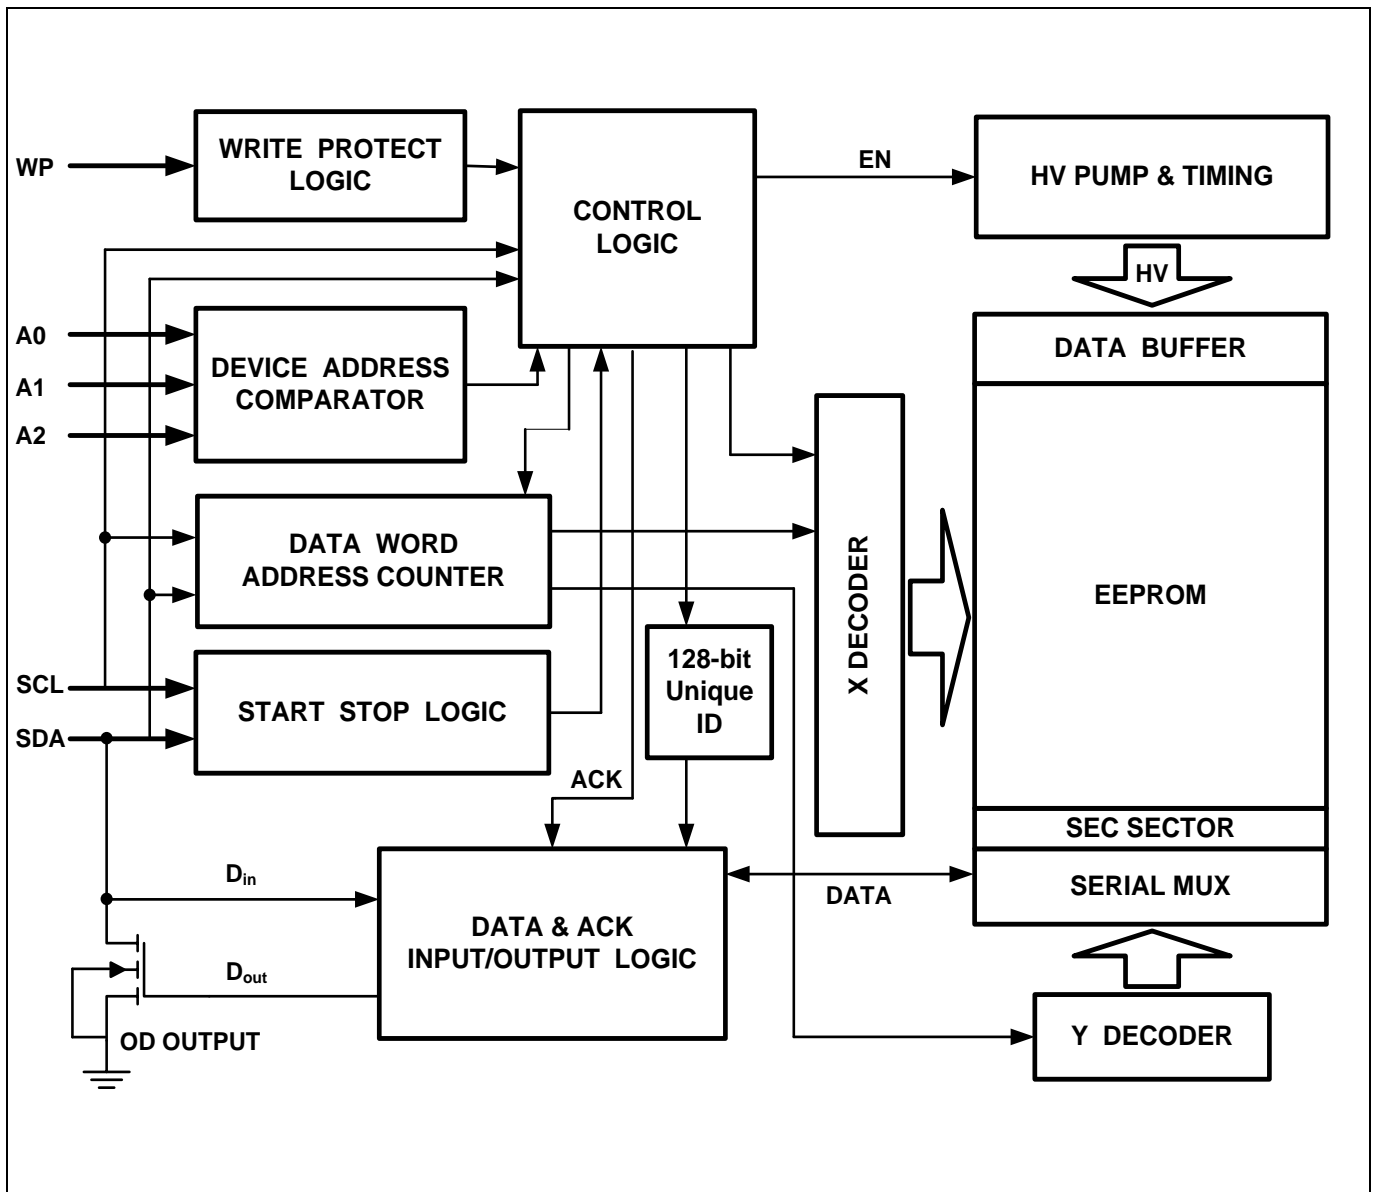 WP
WRITE PROTECT
LOGIC
CONTROL
LOGIC
EN
HV PUMP & TIMING
HV
A0
A1
A2
DEVICE ADDRESS
COMPARATOR
DATA BUFFER
DATA WORD
ADDRESS COUNTER
X DECODER
EEPROM
SCL
SDA
START STOP LOGIC
128-bit
Unique
ID
ACK
SEC SECTOR
SERIAL MUX
DATA
Din
DATA & ACK
INPUT/OUTPUT LOGIC
Dout
OD OUTPUT
Y DECODER